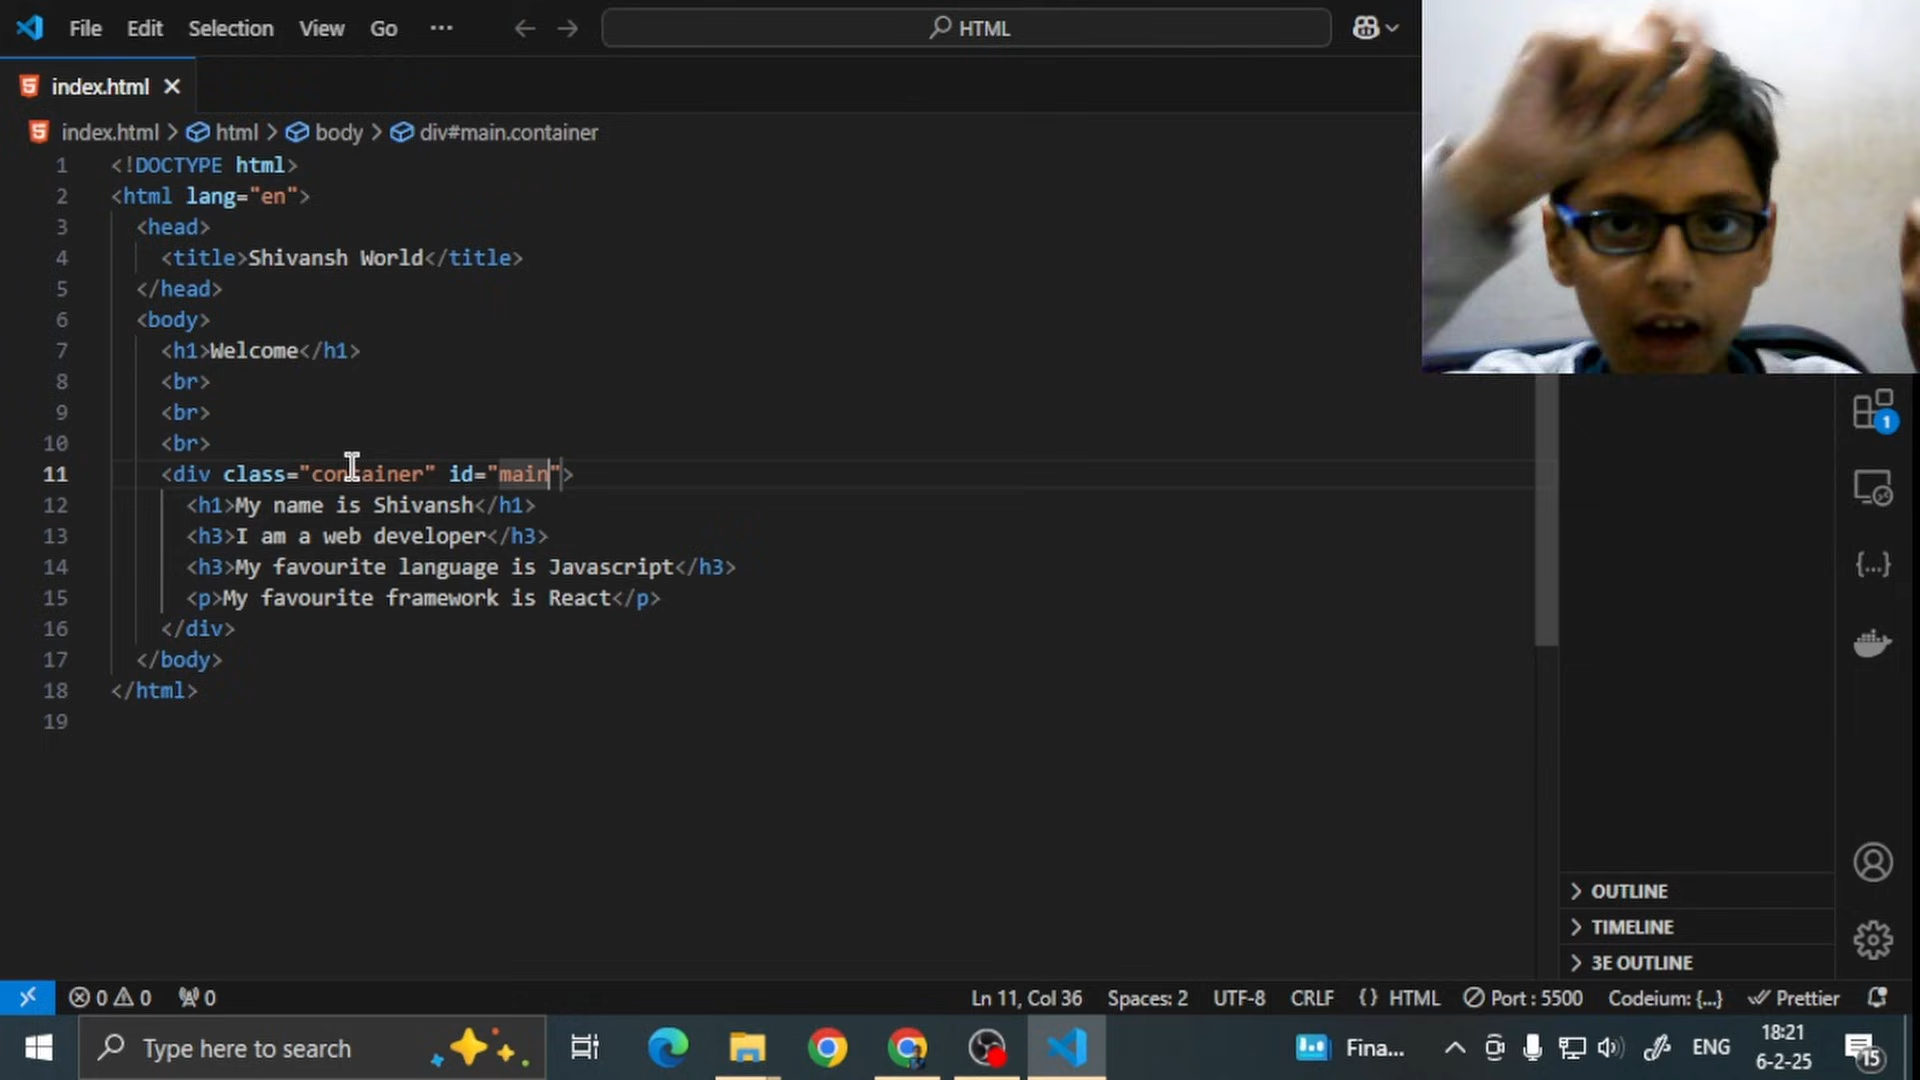 File Edit Selection View Go ··· HTML
index.html
index.html > html > body > div#main.container
1 <!DOCTYPE html>
2 <html lang="en">
3 <head>
4 <title>Shivansh World</title>
5 </head>
6 <body>
7 <h1>Welcome</h1>
8 <br>
9 <br>
10 <br>
11 <div class="container" id="main">
12 <h1>My name is Shivansh</h1>
13 <h3>I am a web developer</h3>
14 <h3>My favourite language is Javascript</h3>
15 <p>My favourite framework is React</p>
16 </div>
17 </body>
18 </html>
19
1
{...}
OUTLINE
TIMELINE
3E OUTLINE
0 0 0 Ln 11, Col 36 Spaces: 2 UTF-8 CRLF {} HTML Port : 5500 Codeium: {...} Prettier
Type here to search Fina... ENG 18:21
6-2-25
15